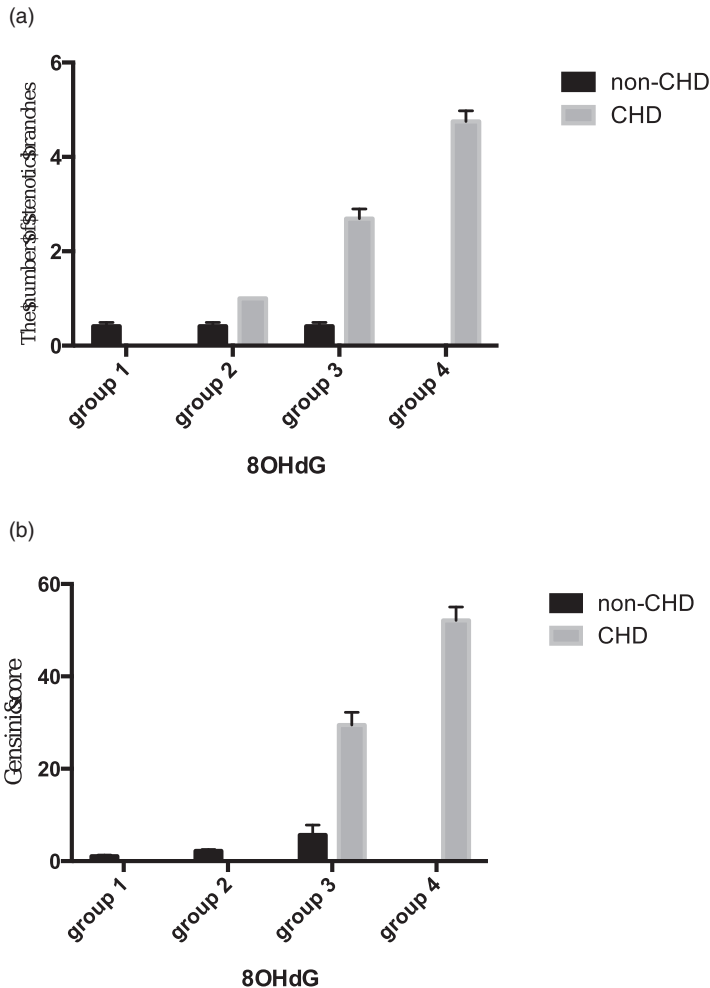 (a)
6
4
2
0
The numbers of stenotic branches
non-CHD
CHD
group 1
group 2
group 3
group 4
8OHdG
(b)
60
40
20
0
Gensini Score
non-CHD
CHD
group 1
group 2
group 3
group 4
8OHdG